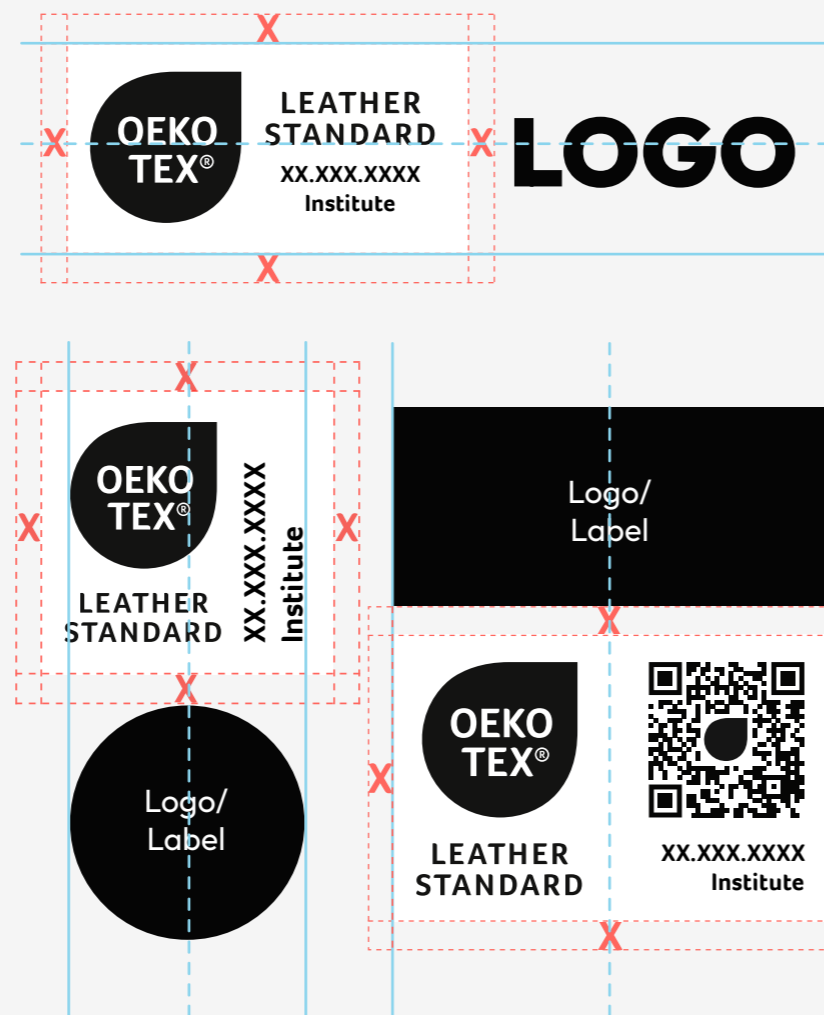 X
OEKO
TEX®
LEATHER
STANDARD
XX.XXX.XXXX
Institute
X
X
LOGO
X
X
OEKO
TEX®
LEATHER
STANDARD
XX.XXX.XXXX
Institute
X
X
X
Logo/
Label
Logo/
Label
X
OEKO
TEX®
LEATHER
STANDARD
XX.XXX.XXXX
Institute
X
X